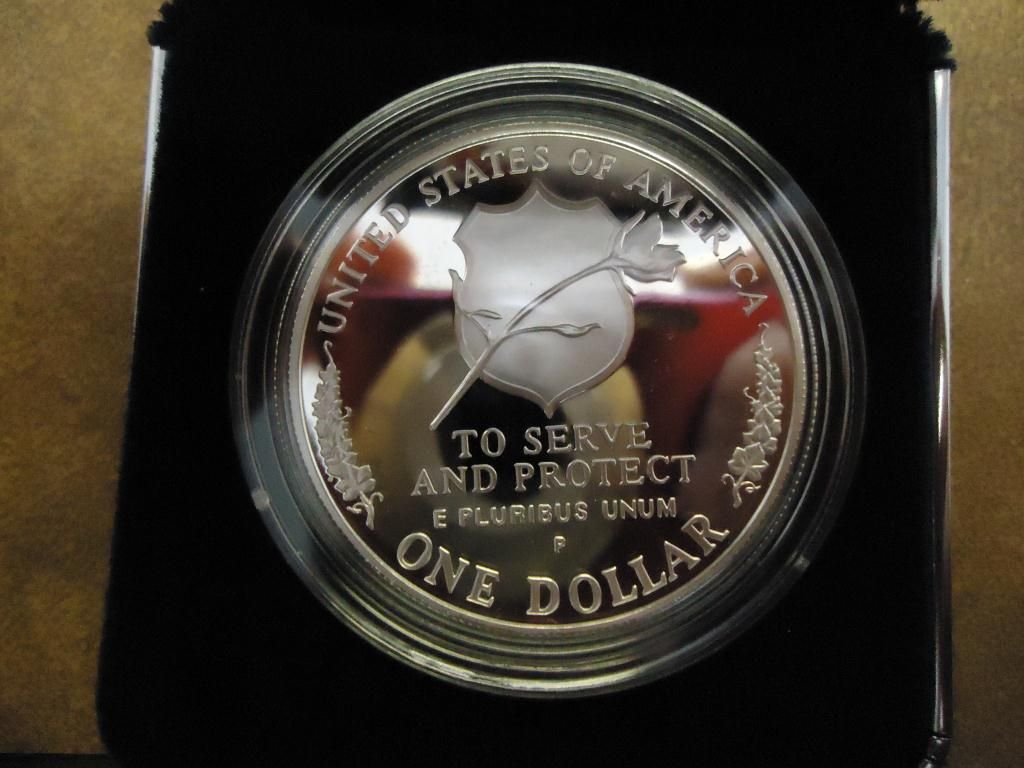 UNITED STATES OF AMERICA
TO SERVE
AND PROTECT
E PLURIBUS UNUM
P
ONE DOLLAR